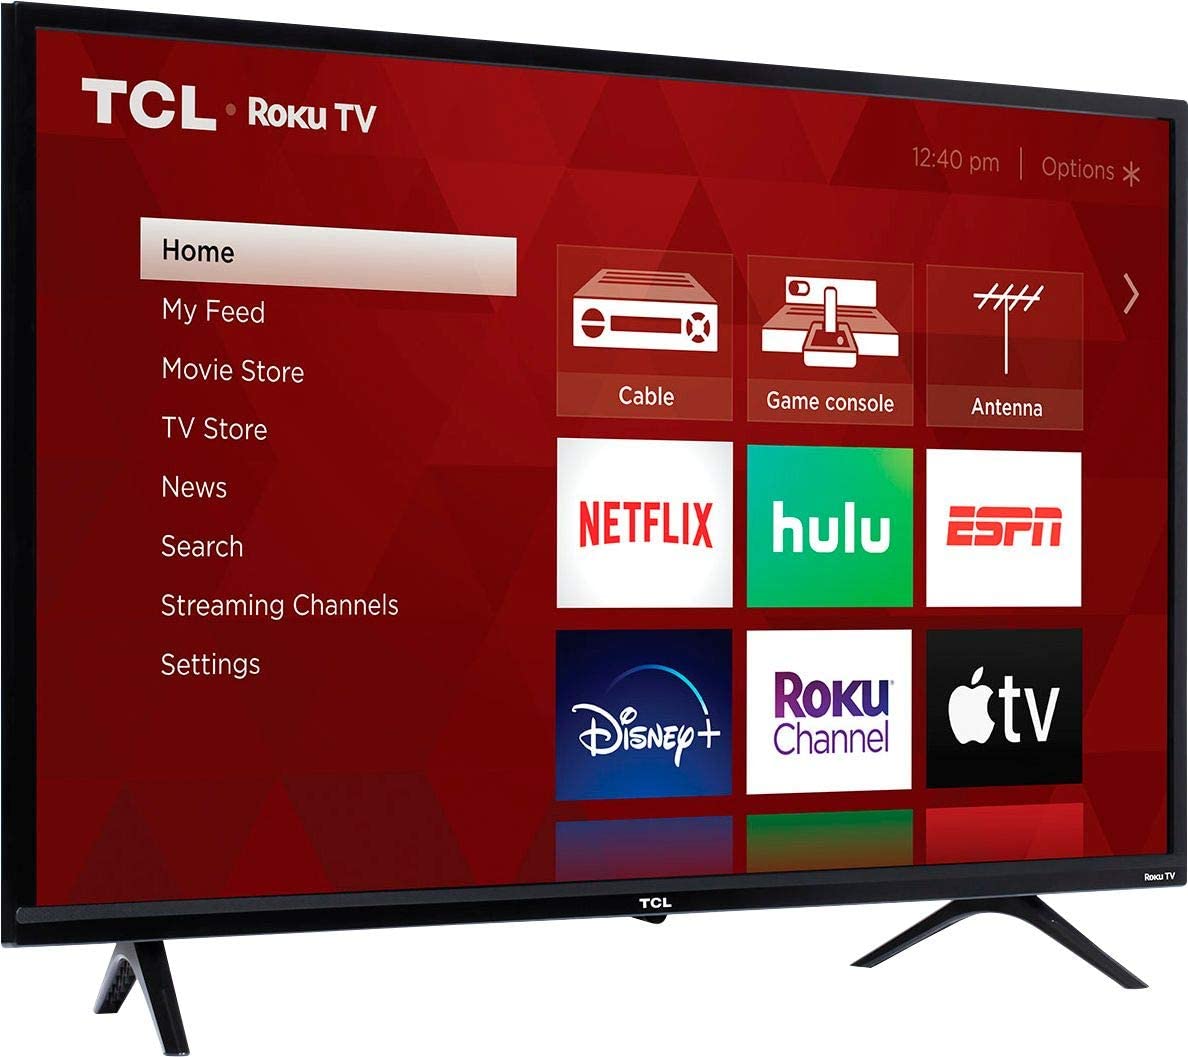 TCL • Roku TV
12:40 pm | Options *
Home
My Feed
Movie Store
TV Store
News
Search
Streaming Channels
Settings
Cable
Game console
Antenna
NETFLIX
hulu
ESPN
Disney+
Roku
Channel
tv
TCL
Roku TV